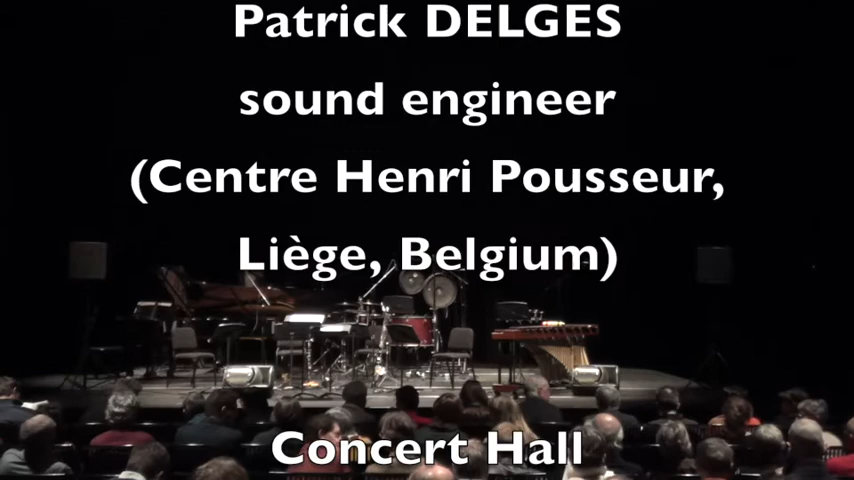 Patrick DELGES
sound engineer
(Centre Henri Pousseur,
Liège, Belgium)
Concert Hall